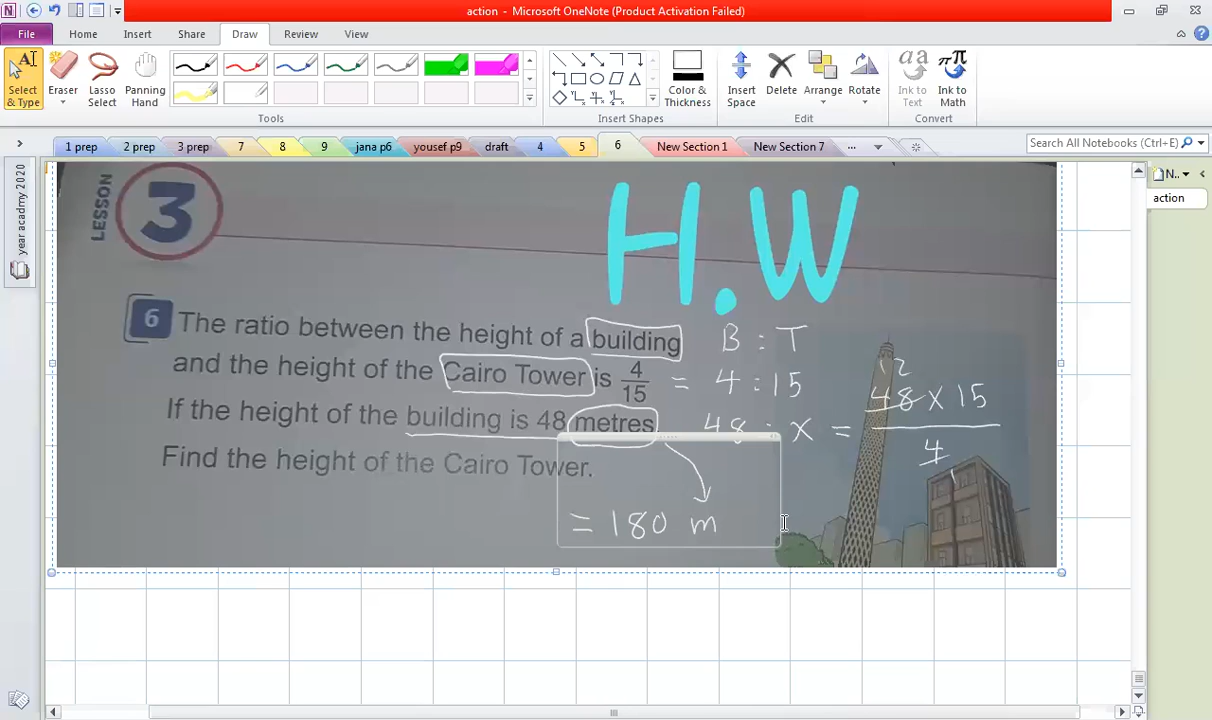 action - Microsoft OneNote (Product Activation Failed)
File Home Insert Share Draw Review View
Select & Type Eraser Lasso Select Panning Hand Color & Thickness Insert Space Delete Arrange Rotate Ink to Text Ink to Math
Tools Insert Shapes Edit Convert
1 prep 2 prep 3 prep 7 8 9 jana p6 yousef p9 draft 4 5 6 New Section 1 New Section 7 ... Search All Notebooks (Ctrl+E)
N..
action
year academy 2020
LESSON 3
H.W
6 The ratio between the height of a building B : T
and the height of the Cairo Tower is 4/15 = 4 : 15
If the height of the building is 48 metres 48 : x = 48 x 15 / 4
12
1
Find the height of the Cairo Tower.
= 180 m